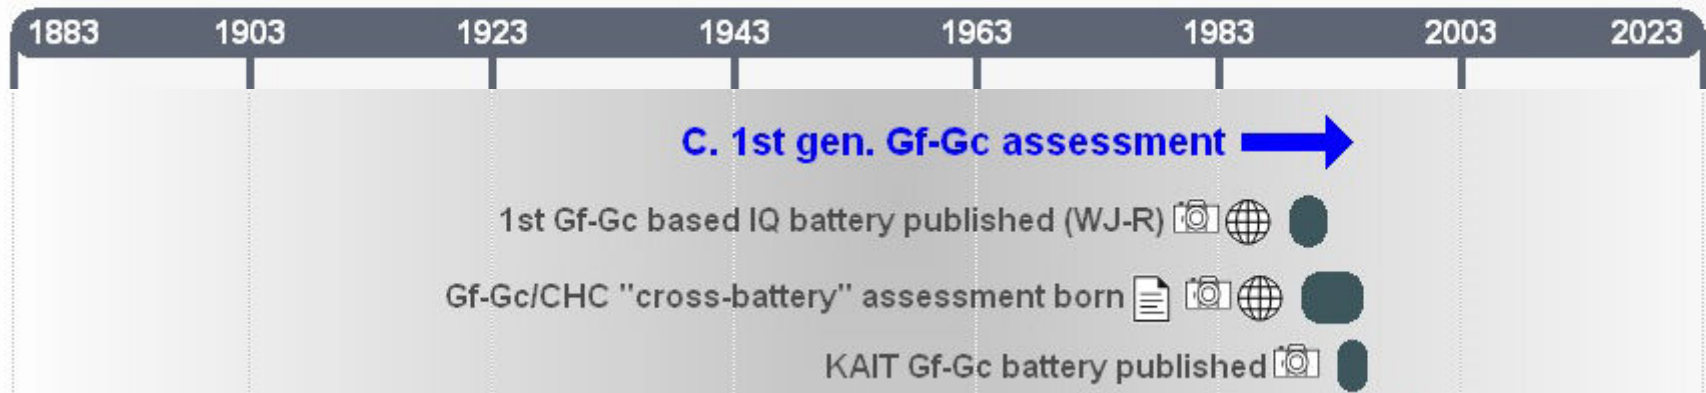 1883 1903 1923 1943 1963 1983 2003 2023
C. 1st gen. Gf-Gc assessment
1st Gf-Gc based IQ battery published (WJ-R)
Gf-Gc/CHC "cross-battery" assessment born
KAIT Gf-Gc battery published